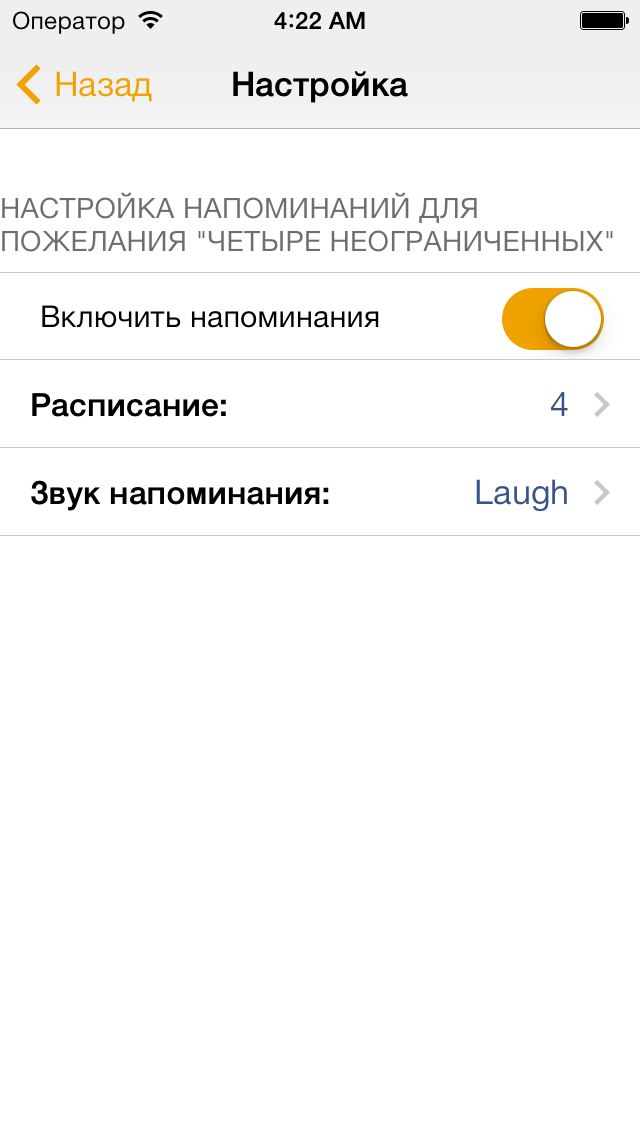 Оператор 4:22 AM
Назад Настройка
НАСТРОЙКА НАПОМИНАНИЙ ДЛЯ
ПОЖЕЛАНИЯ "ЧЕТЫРЕ НЕОГРАНИЧЕННЫХ"
Включить напоминания
Расписание: 4
Звук напоминания: Laugh